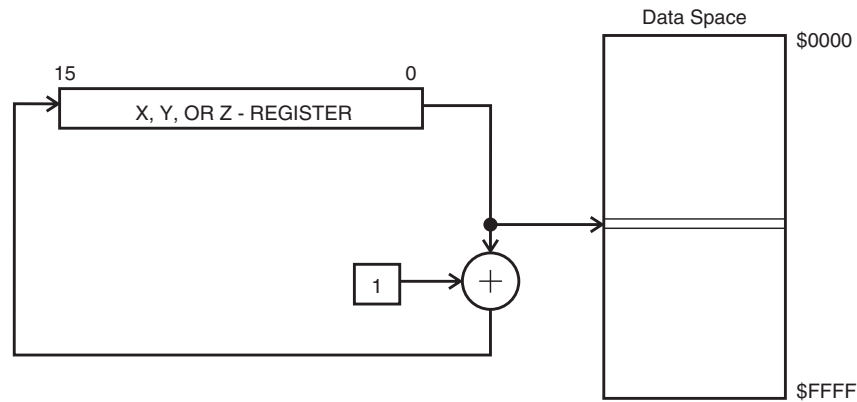 Data Space
$0000
15
0
X, Y, OR Z - REGISTER
1
+
$FFFF